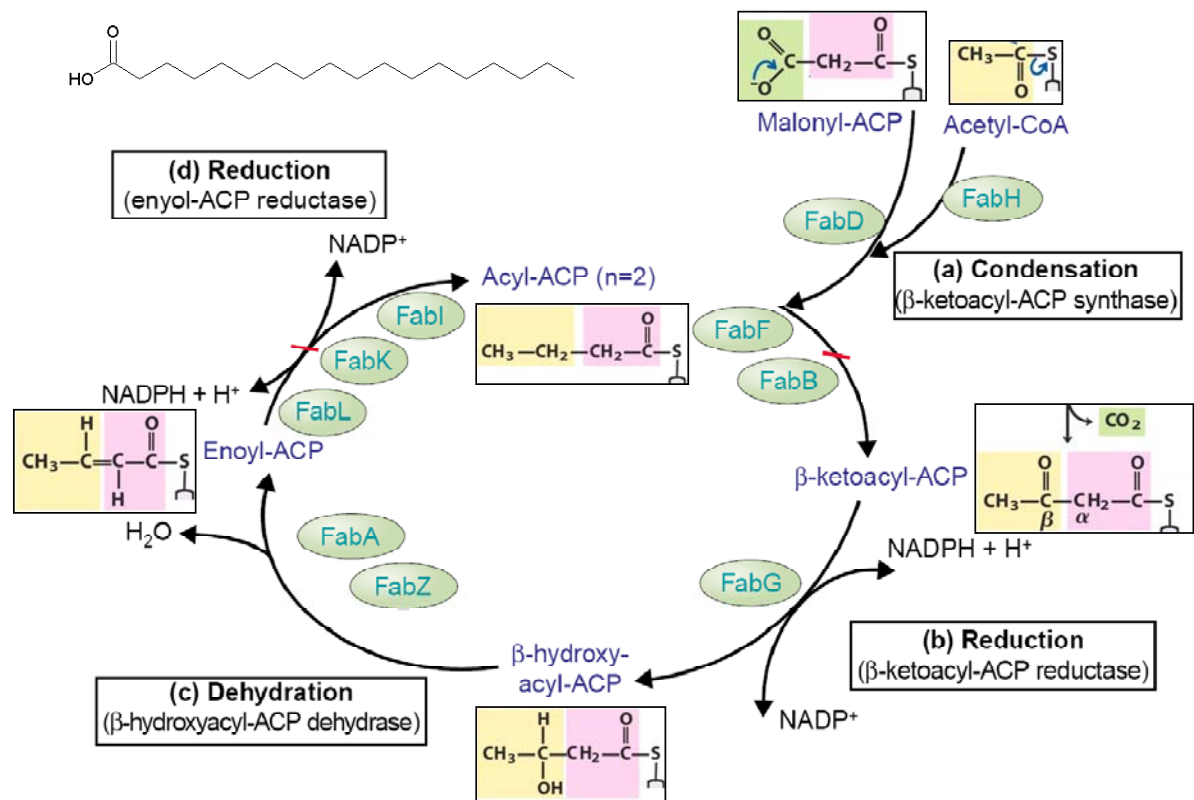 O
HO
O
C
⁻O
CH₂
O
C
S
Malonyl-ACP
CH₃
C
S
O
Acetyl-CoA
(d) Reduction
(enyol-ACP reductase)
FabD
FabH
NADP⁺
(a) Condensation
(β-ketoacyl-ACP synthase)
Acyl-ACP (n=2)
FabI
FabK
FabL
O
CH₃—CH₂—CH₂—C—S
FabF
FabB
NADPH + H⁺
Enoyl-ACP
H
O
CH₃—C=C—C—S
H
CO₂
β-ketoacyl-ACP
O
O
CH₃—C—CH₂—C—S
β
α
H₂O
FabA
FabZ
FabG
NADPH + H⁺
(b) Reduction
(β-ketoacyl-ACP reductase)
β-hydroxy-
acyl-ACP
(c) Dehydration
(β-hydroxyacyl-ACP dehydrase)
NADP⁺
H
O
CH₃—C—CH₂—C—S
OH